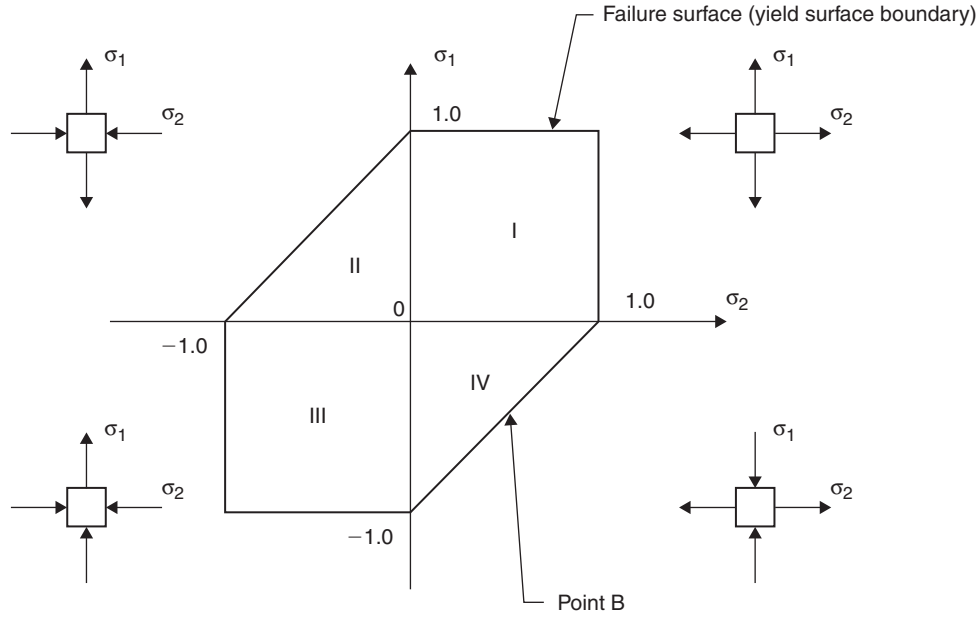 Failure surface (yield surface boundary)
σ1
σ1
σ1
1.0
σ2
σ2
I
II
0
1.0
σ2
−1.0
IV
III
σ1
σ1
σ2
σ2
−1.0
Point B